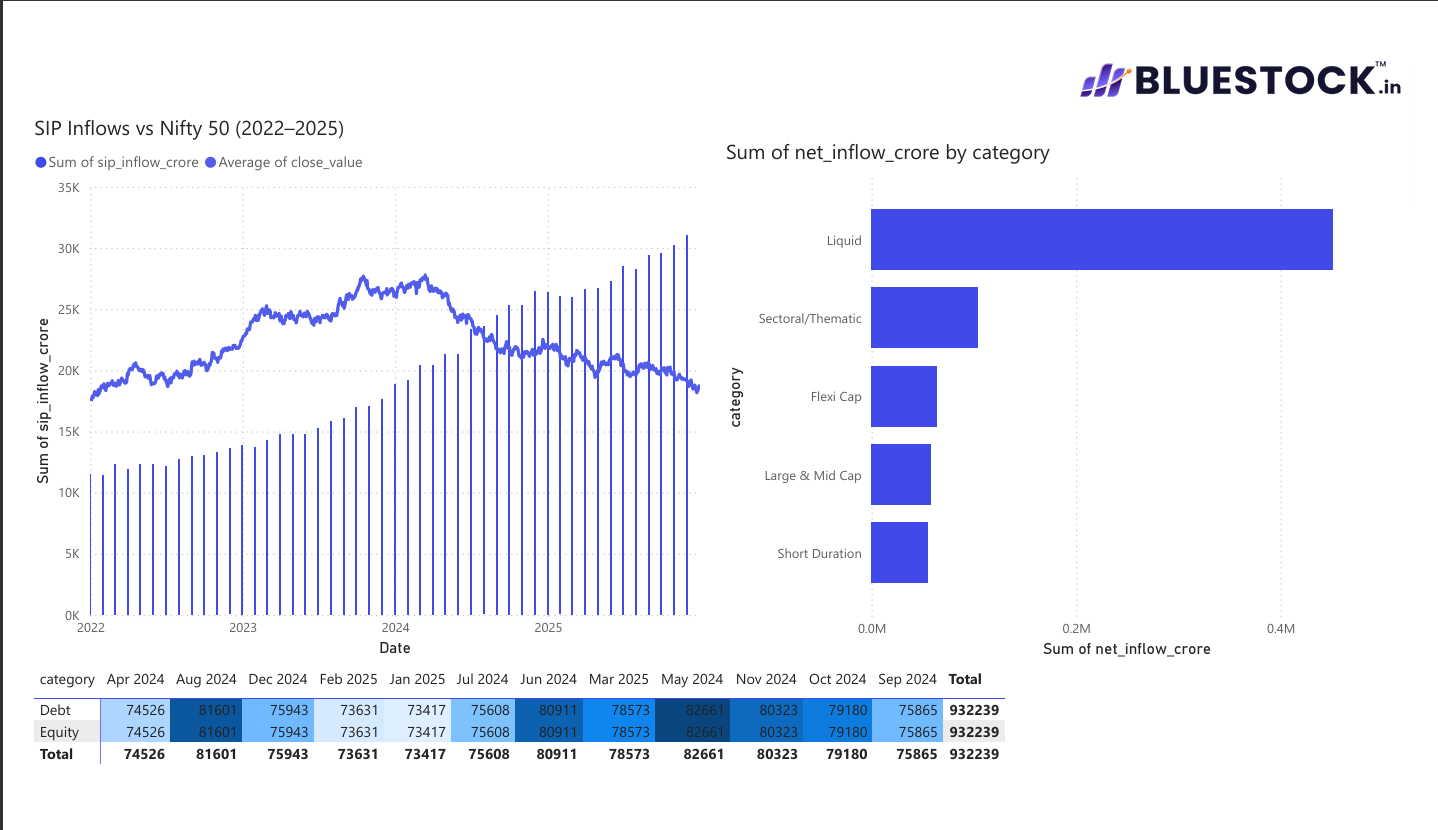 BLUESTOCK™.in
SIP Inflows vs Nifty 50 (2022–2025)
Sum of sip_inflow_crore Average of close_value
35K
30K
25K
20K
15K
10K
5K
0K
Sum of sip_inflow_crore
2022 2023 2024 2025
Date
Sum of net_inflow_crore by category
Liquid
Sectoral/Thematic
Flexi Cap
Large & Mid Cap
Short Duration
category
0.0M 0.2M 0.4M
Sum of net_inflow_crore
category Apr 2024 Aug 2024 Dec 2024 Feb 2025 Jan 2025 Jul 2024 Jun 2024 Mar 2025 May 2024 Nov 2024 Oct 2024 Sep 2024 Total
Debt 74526 81601 75943 73631 73417 75608 80911 78573 82661 80323 79180 75865 932239
Equity 74526 81601 75943 73631 73417 75608 80911 78573 82661 80323 79180 75865 932239
Total 74526 81601 75943 73631 73417 75608 80911 78573 82661 80323 79180 75865 932239